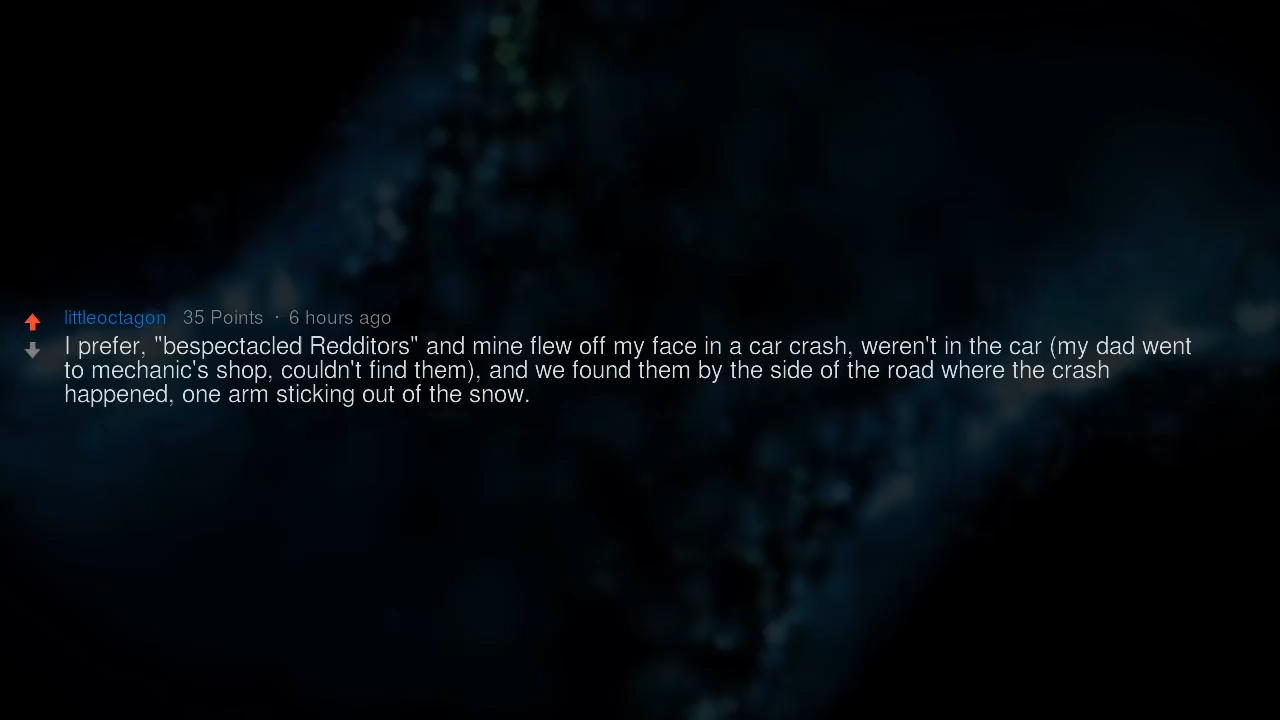 littleoctagon 35 Points · 6 hours ago
I prefer, "bespectacled Redditors" and mine flew off my face in a car crash, weren't in the car (my dad went
to mechanic's shop, couldn't find them), and we found them by the side of the road where the crash
happened, one arm sticking out of the snow.